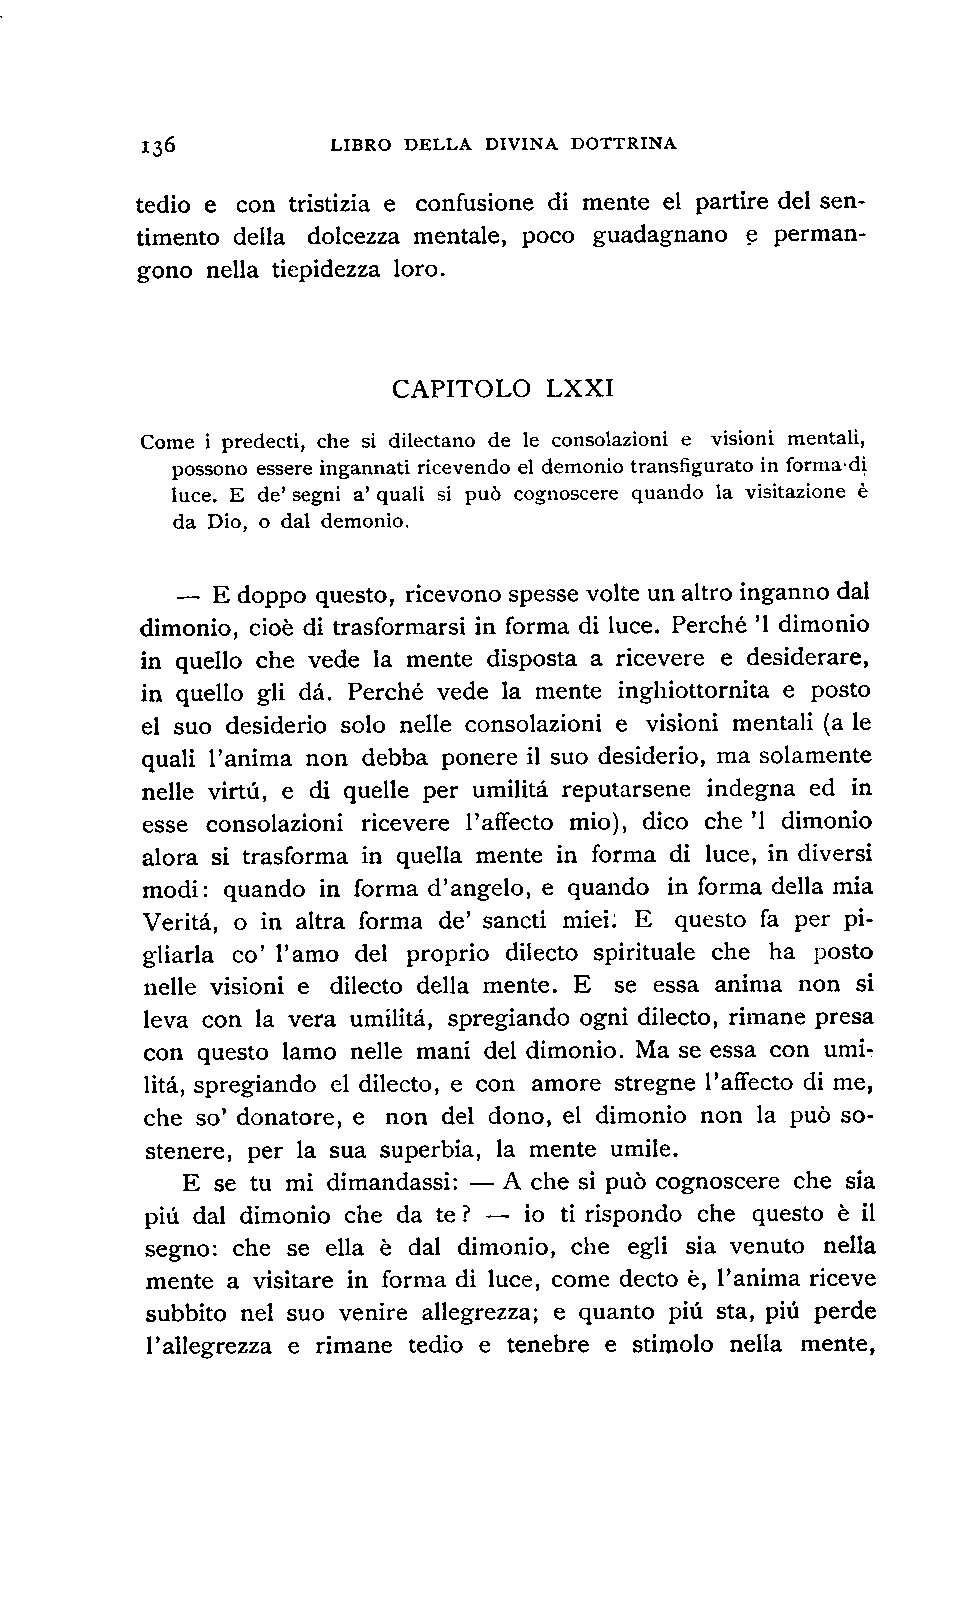 136 LIBRO DELLA DIVINA DOTTRINA
tedio e con tristizia e confusione di mente el partire del sen-
timento della dolcezza mentale, poco guadagnano e perman-
gono nella tiepidezza loro.
CAPITOLO LXXI
Come i predecti, che si dilectano de le consolazioni e visioni mentali,
possono essere ingannati ricevendo el demonio transfigurato in forma di
luce. E de' segni a' quali si può cognoscere quando la visitazione è
da Dio, o dal demonio.
— E doppo questo, ricevono spesse volte un altro inganno dal
dimonio, cioè di trasformarsi in forma di luce. Perché 'l dimonio
in quello che vede la mente disposta a ricevere e desiderare,
in quello gli dá. Perché vede la mente inghiottornita e posto
el suo desiderio solo nelle consolazioni e visioni mentali (a le
quali l'anima non debba ponere il suo desiderio, ma solamente
nelle virtú, e di quelle per umilitá reputarsene indegna ed in
esse consolazioni ricevere l'affecto mio), dico che 'l dimonio
alora si trasforma in quella mente in forma di luce, in diversi
modi: quando in forma d'angelo, e quando in forma della mia
Veritá, o in altra forma de' sancti miei. E questo fa per pi-
gliarla co' l'amo del proprio dilecto spirituale che ha posto
nelle visioni e dilecto della mente. E se essa anima non si
leva con la vera umilitá, spregiando ogni dilecto, rimane presa
con questo lamo nelle mani del dimonio. Ma se essa con umi-
litá, spregiando el dilecto, e con amore stregne l'affecto di me,
che so' donatore, e non del dono, el dimonio non la può so-
stenere, per la sua superbia, la mente umile.
E se tu mi dimandassi: — A che si può cognoscere che sia
piú dal dimonio che da te? — io ti rispondo che questo è il
segno: che se ella è dal dimonio, che egli sia venuto nella
mente a visitare in forma di luce, come decto è, l'anima riceve
subbito nel suo venire allegrezza; e quanto piú sta, piú perde
l'allegrezza e rimane tedio e tenebre e stimolo nella mente,